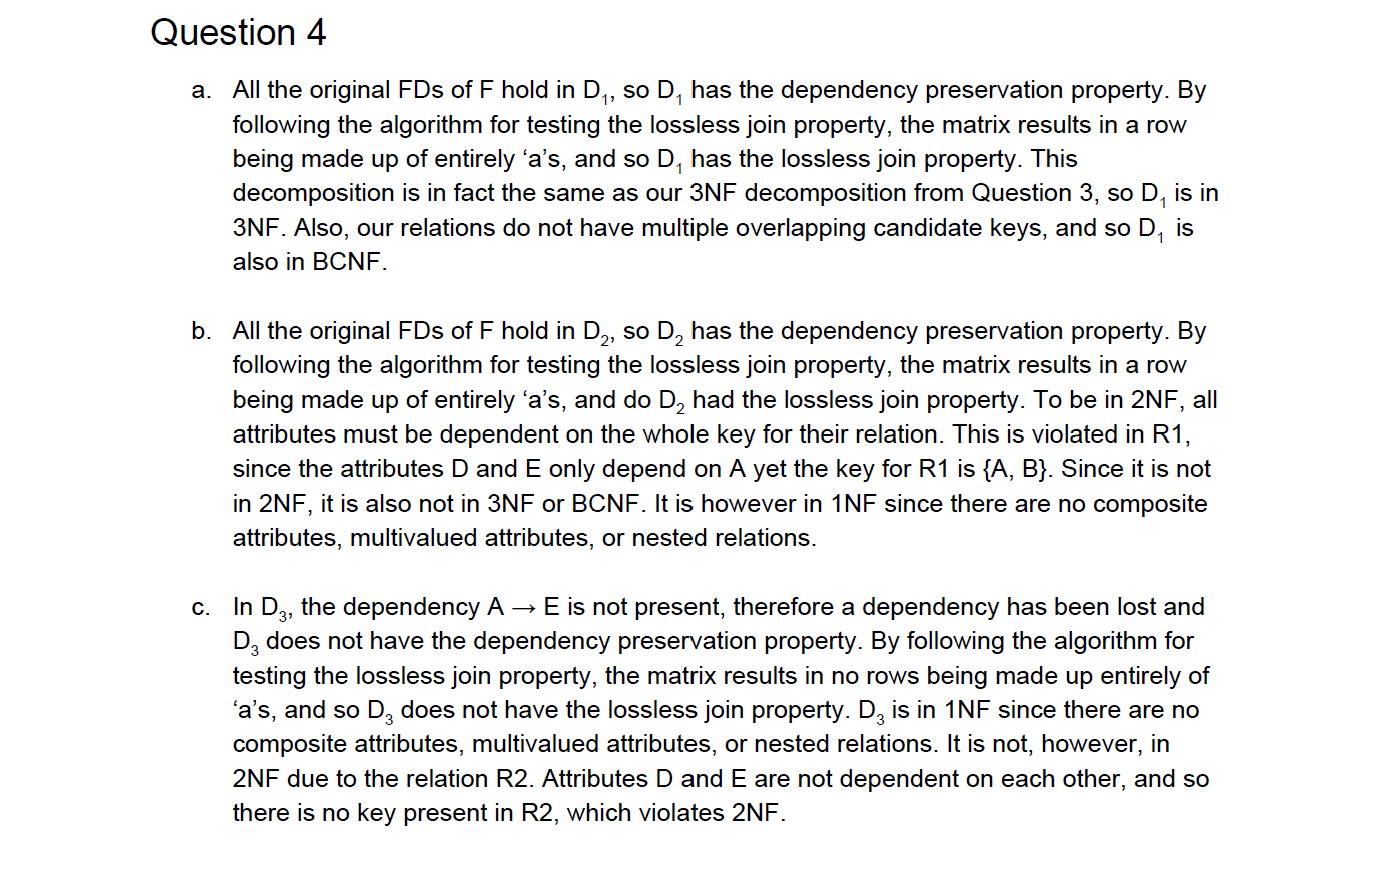 Question 4
a. All the original FDs of F hold in D₁, so D₁ has the dependency preservation property. By
following the algorithm for testing the lossless join property, the matrix results in a row
being made up of entirely ‘a’s, and so D₁ has the lossless join property. This
decomposition is in fact the same as our 3NF decomposition from Question 3, so D₁ is in
3NF. Also, our relations do not have multiple overlapping candidate keys, and so D₁ is
also in BCNF.
b. All the original FDs of F hold in D₂, so D₂ has the dependency preservation property. By
following the algorithm for testing the lossless join property, the matrix results in a row
being made up of entirely ‘a’s, and do D₂ had the lossless join property. To be in 2NF, all
attributes must be dependent on the whole key for their relation. This is violated in R1,
since the attributes D and E only depend on A yet the key for R1 is {A, B}. Since it is not
in 2NF, it is also not in 3NF or BCNF. It is however in 1NF since there are no composite
attributes, multivalued attributes, or nested relations.
c. In D₃, the dependency A → E is not present, therefore a dependency has been lost and
D₃ does not have the dependency preservation property. By following the algorithm for
testing the lossless join property, the matrix results in no rows being made up entirely of
‘a’s, and so D₃ does not have the lossless join property. D₃ is in 1NF since there are no
composite attributes, multivalued attributes, or nested relations. It is not, however, in
2NF due to the relation R2. Attributes D and E are not dependent on each other, and so
there is no key present in R2, which violates 2NF.